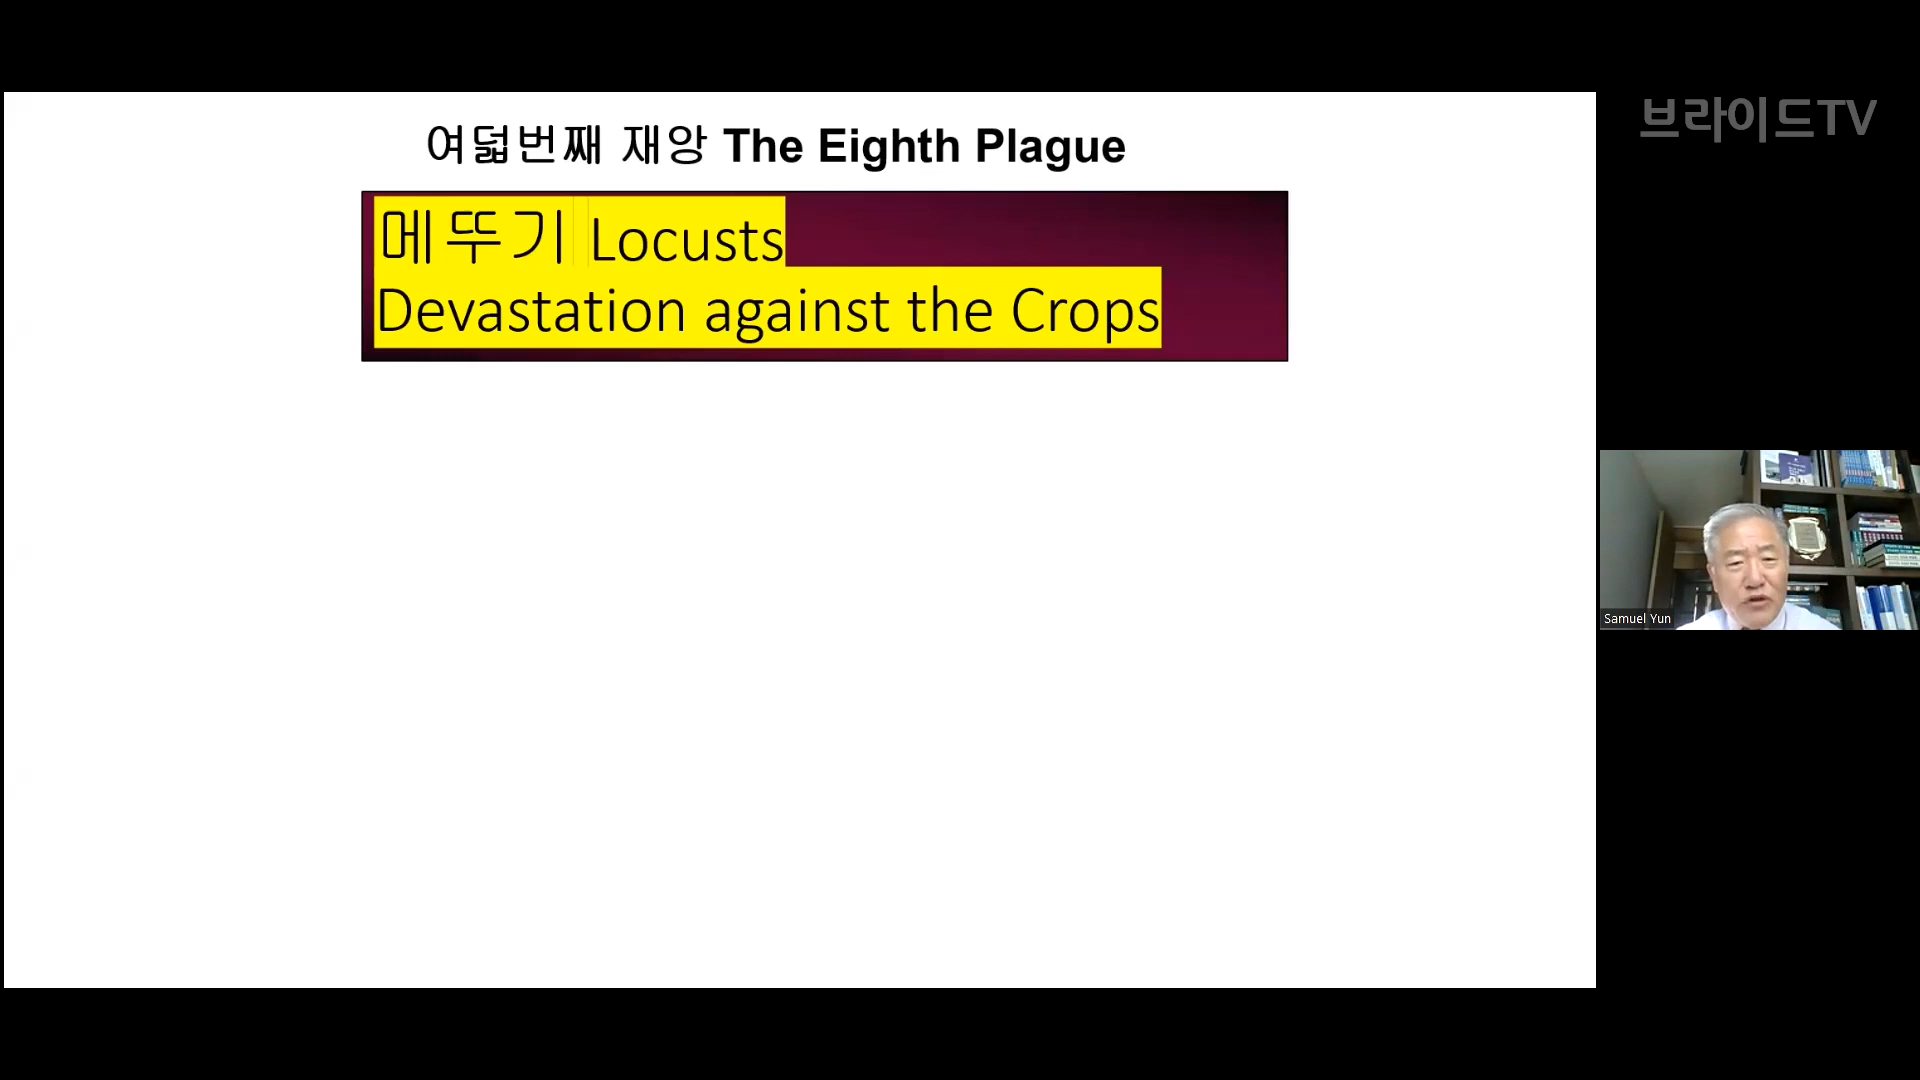 브라이드TV
여덟번째 재앙 The Eighth Plague
메뚜기 Locusts
Devastation against the Crops
Samuel Yun